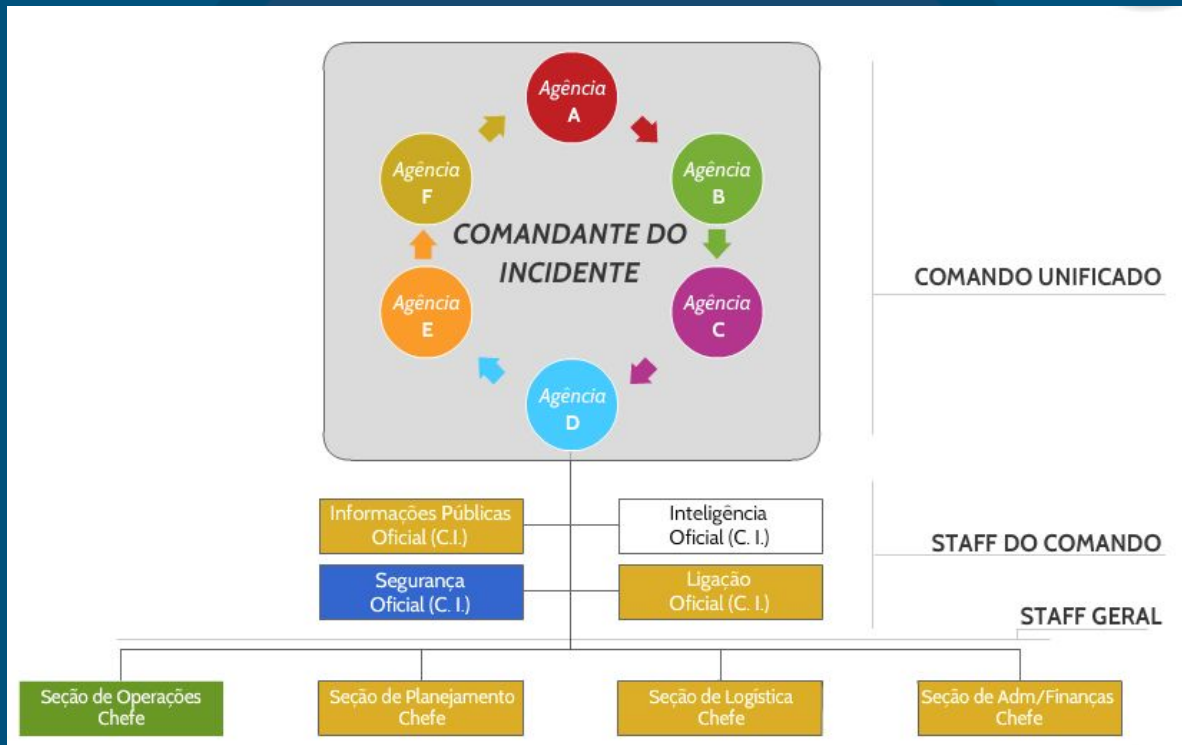 Agência
A
Agência
F
Agência
B
COMANDANTE DO
INCIDENTE
COMANDO UNIFICADO
Agência
E
Agência
C
Agência
D
Informações Públicas
Oficial (C.I.)
Inteligência
Oficial (C. I.)
Segurança
Oficial (C. I.)
Ligação
Oficial (C. I.)
STAFF DO COMANDO
STAFF GERAL
Seção de Operações
Chefe
Seção de Planejamento
Chefe
Seção de Logística
Chefe
Seção de Adm/Finanças
Chefe